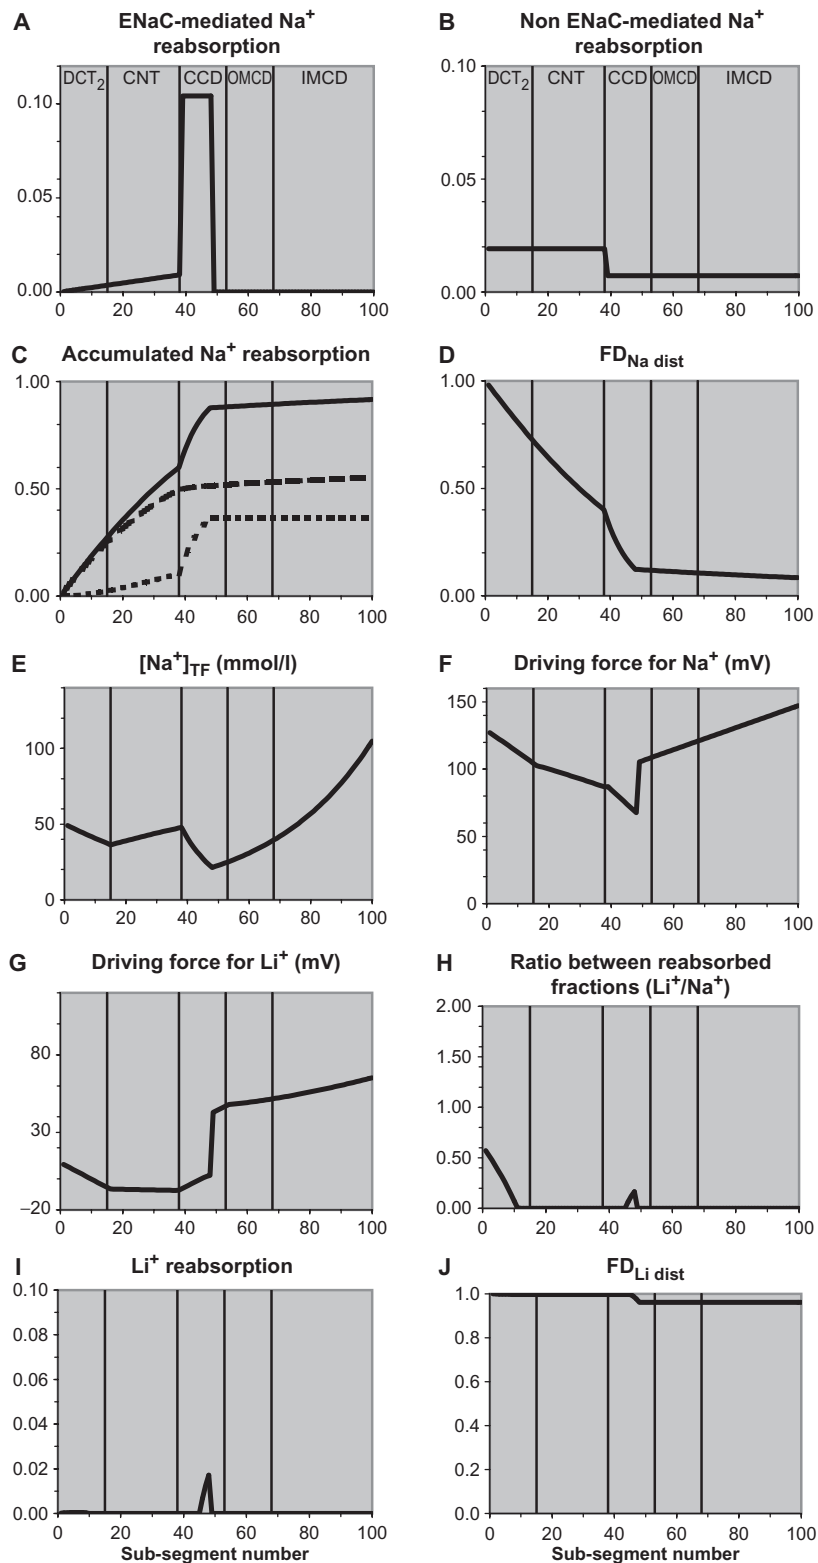 A ENaC-mediated Na+ reabsorption
DCT2 CNT CCD OMCD IMCD
0.10
0.05
0.00
0 20 40 60 80 100
B Non ENaC-mediated Na+ reabsorption
DCT2 CNT CCD OMCD IMCD
0.10
0.05
0.00
0 20 40 60 80 100
C Accumulated Na+ reabsorption
1.00
0.50
0.00
0 20 40 60 80 100
D FDNa dist
1.00
0.50
0.00
0 20 40 60 80 100
E [Na+]TF (mmol/l)
100
50
0
0 20 40 60 80 100
F Driving force for Na+ (mV)
150
100
50
0
0 20 40 60 80 100
G Driving force for Li+ (mV)
80
30
–20
0 20 40 60 80 100
H Ratio between reabsorbed fractions (Li+/Na+)
2.00
1.50
1.00
0.50
0.00
0 20 40 60 80 100
I Li+ reabsorption
0.10
0.08
0.06
0.04
0.02
0.00
0 20 40 60 80 100
Sub-segment number
J FDLi dist
1.0
0.8
0.6
0.4
0.2
0.0
0 20 40 60 80 100
Sub-segment number